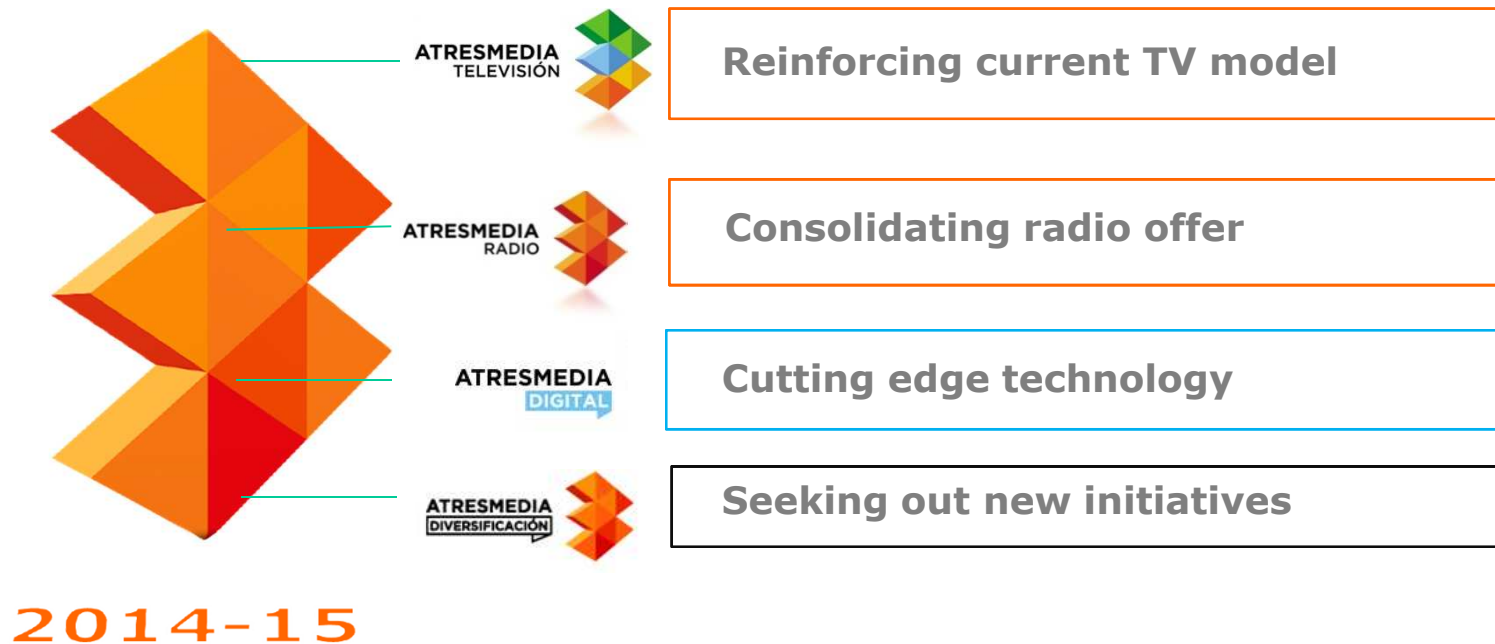 ATRESMEDIA
TELEVISIÓN
Reinforcing current TV model
ATRESMEDIA
RADIO
Consolidating radio offer
ATRESMEDIA
DIGITAL
Cutting edge technology
ATRESMEDIA
DIVERSIFICACIÓN
Seeking out new initiatives
2014-15